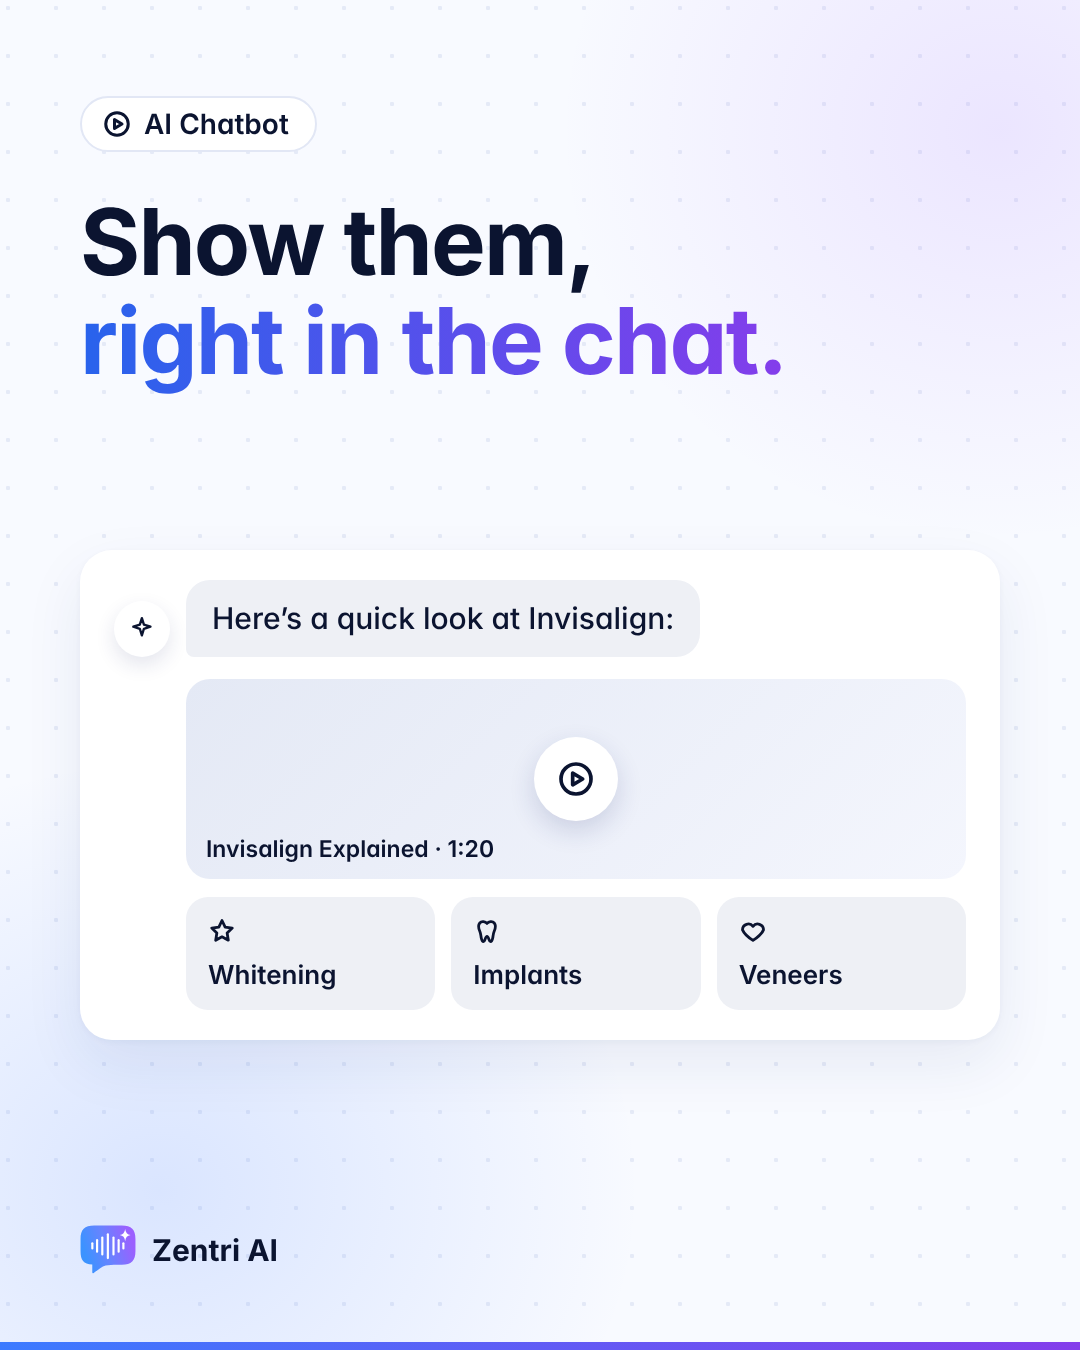 AI Chatbot
Show them,
right in the chat.
Here’s a quick look at Invisalign:
Invisalign Explained · 1:20
Whitening
Implants
Veneers
Zentri AI